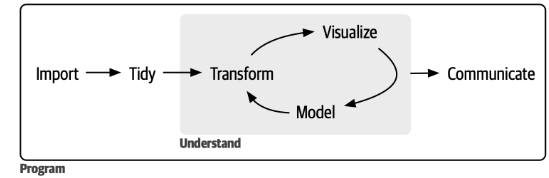 Visualize
Import Tidy Transform Communicate
Model
Understand
Program